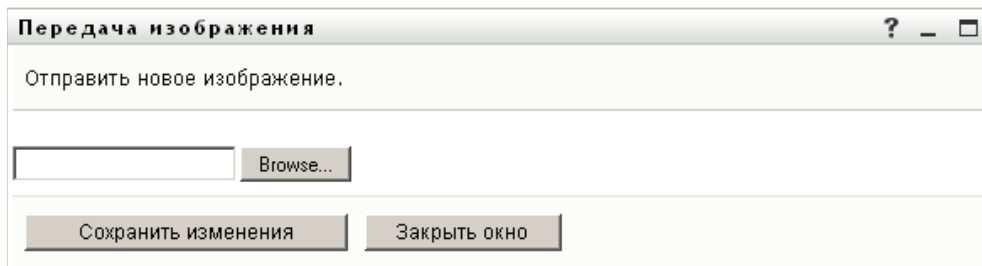 Передача изображения ? _
Отправить новое изображение.
Browse...
Сохранить изменения Закрыть окно